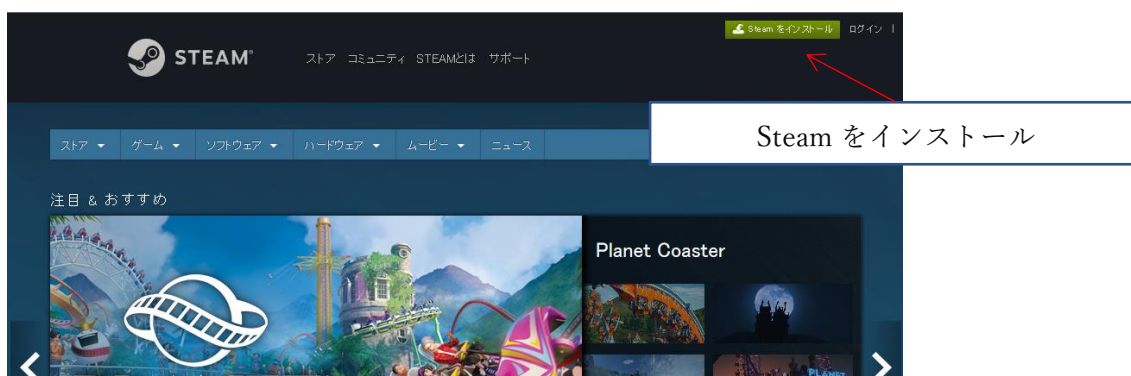 Steam をインストール ログイン |
STEAM®
ストア コミュニティ STEAMとは サポート
Steam をインストール
ストア ゲーム ソフトウェア ハードウェア ムービー ニュース
注目 & おすすめ
Planet Coaster
PLANET